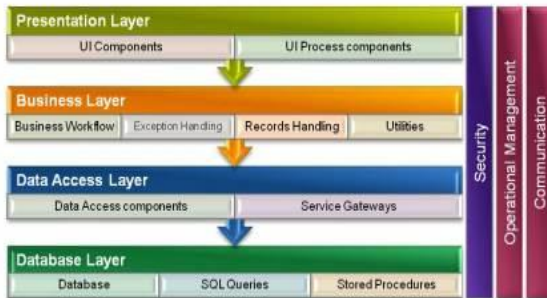 Presentation Layer
UI Components UI Process components
Business Layer
Business Workflow Exception Handling Records Handling Utilities
Data Access Layer
Data Access components Service Gateways
Database Layer
Database SQL Queries Stored Procedures
Security
Operational Management
Communication